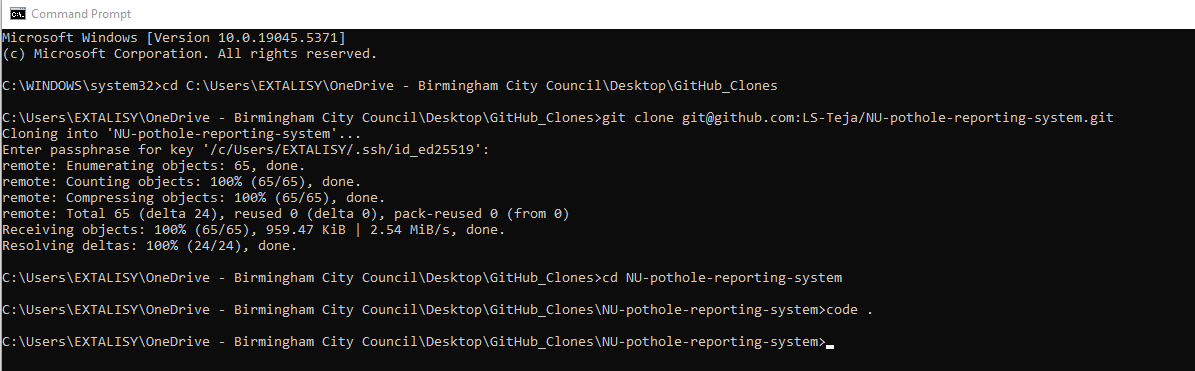 Command Prompt
Microsoft Windows [Version 10.0.19045.5371]
(c) Microsoft Corporation. All rights reserved.
C:\WINDOWS\system32>cd C:\Users\EXTALISY\OneDrive - Birmingham City Council\Desktop\GitHub_Clones
C:\Users\EXTALISY\OneDrive - Birmingham City Council\Desktop\GitHub_Clones>git clone git@github.com:LS-Teja/NU-pothole-reporting-system.git
Cloning into 'NU-pothole-reporting-system'...
Enter passphrase for key '/c/Users/EXTALISY/.ssh/id_ed25519':
remote: Enumerating objects: 65, done.
remote: Counting objects: 100% (65/65), done.
remote: Compressing objects: 100% (65/65), done.
remote: Total 65 (delta 24), reused 0 (delta 0), pack-reused 0 (from 0)
Receiving objects: 100% (65/65), 959.47 KiB | 2.54 MiB/s, done.
Resolving deltas: 100% (24/24), done.
C:\Users\EXTALISY\OneDrive - Birmingham City Council\Desktop\GitHub_Clones>cd NU-pothole-reporting-system
C:\Users\EXTALISY\OneDrive - Birmingham City Council\Desktop\GitHub_Clones\NU-pothole-reporting-system>code .
C:\Users\EXTALISY\OneDrive - Birmingham City Council\Desktop\GitHub_Clones\NU-pothole-reporting-system>